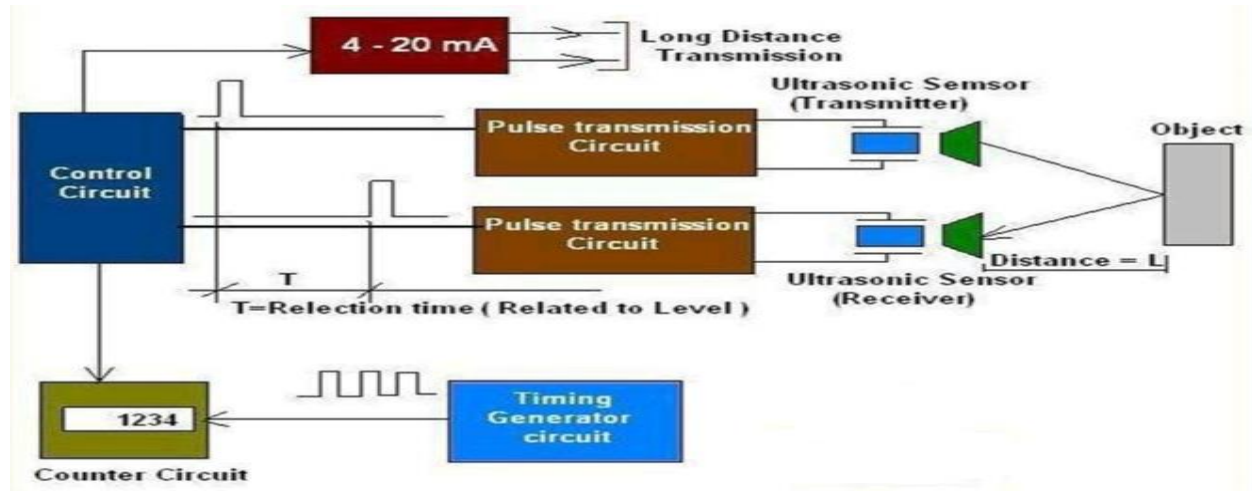 4 - 20 mA
Long Distance
Transmission
Ultrasonic Semsor
(Transmitter)
Pulse transmission
Circuit
Object
Control
Circuit
Pulse transmission
Circuit
Distance = L
T
Ultrasonic Sensor
(Receiver)
T=Relection time ( Related to Level )
1234
Timing
Generator
circuit
Counter Circuit